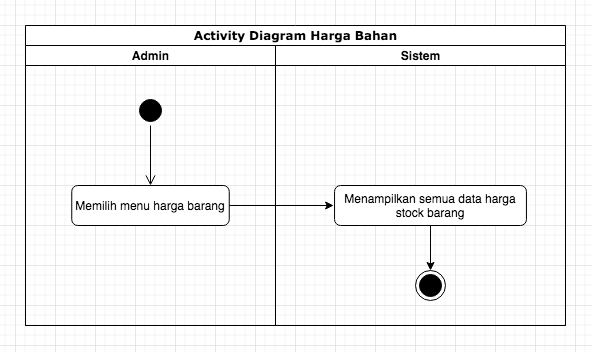 Activity Diagram Harga Bahan
Admin
Sistem
Memilih menu harga barang
Menampilkan semua data harga
stock barang